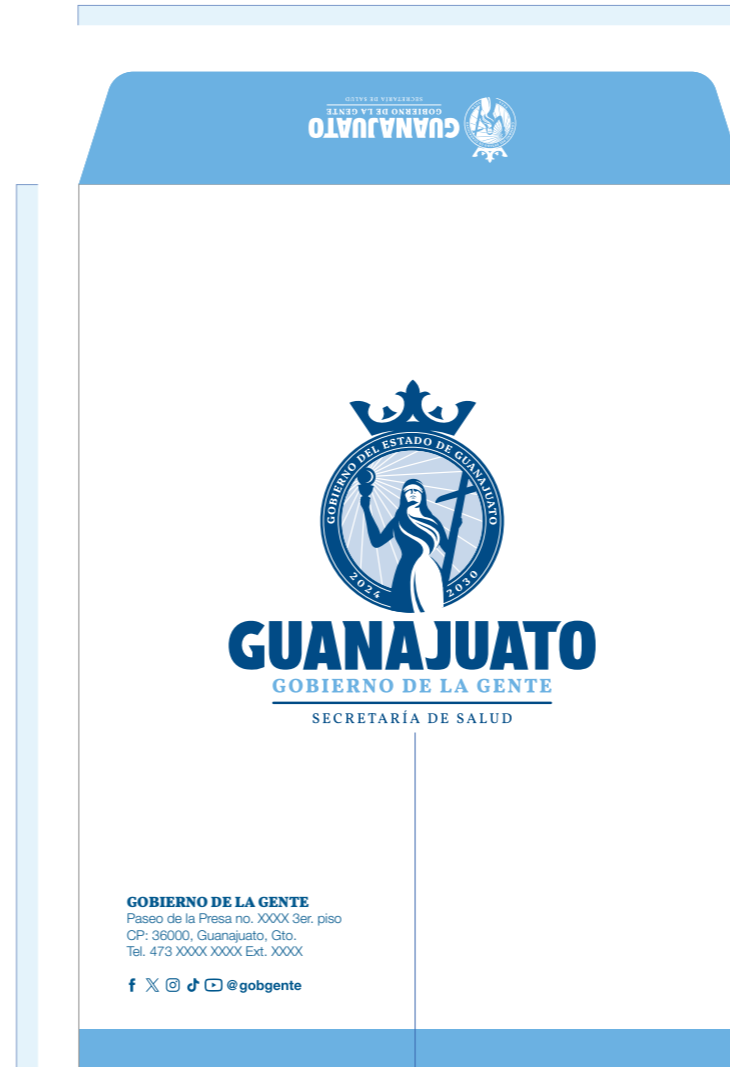 SECRETARÍA DE SALUD
GOBIERNO DE LA GENTE
GUANAJUATO
GOBIERNO DEL ESTADO DE GUANAJUATO
2024 2030
GUANAJUATO
GOBIERNO DE LA GENTE
SECRETARÍA DE SALUD
GOBIERNO DE LA GENTE
Paseo de la Presa no. XXXX 3er. piso
CP: 36000, Guanajuato, Gto.
Tel. 473 XXXX XXXX Ext. XXXX
@gobgente